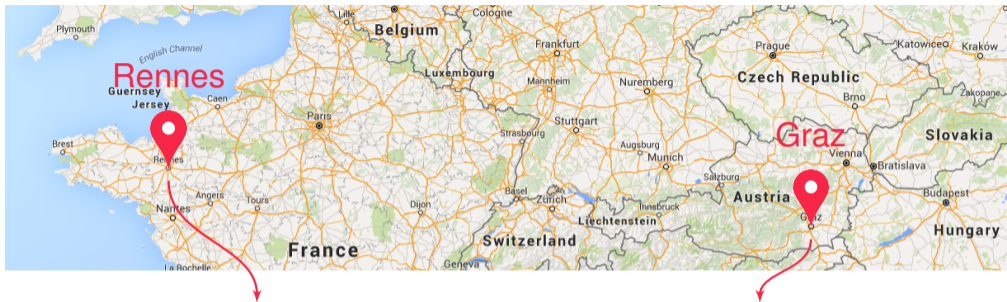 Plymouth
Lille
Belgium
Cologne
Frankfurt
Prague
Katowice
Kraków
English Channel
Rennes
Guernsey
Jersey
Caen
Luxembourg
Mannheim
Nuremberg
Czech Republic
Brno
Zakopane
Paris
Strasbourg
Stuttgart
Graz
Slovakia
Brest
Rennes
Augsburg
Munich
Vienna
Bratislava
Salzburg
Nantes
Angers
Tours
Dijon
Basel
Zürich
Liechtenstein
Innsbruck
Austria
Graz
Budapest
Hungary
France
Switzerland
Geneva
La Rochelle